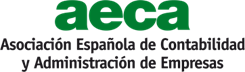 aeca
Asociación Española de Contabilidad
y Administración de Empresas